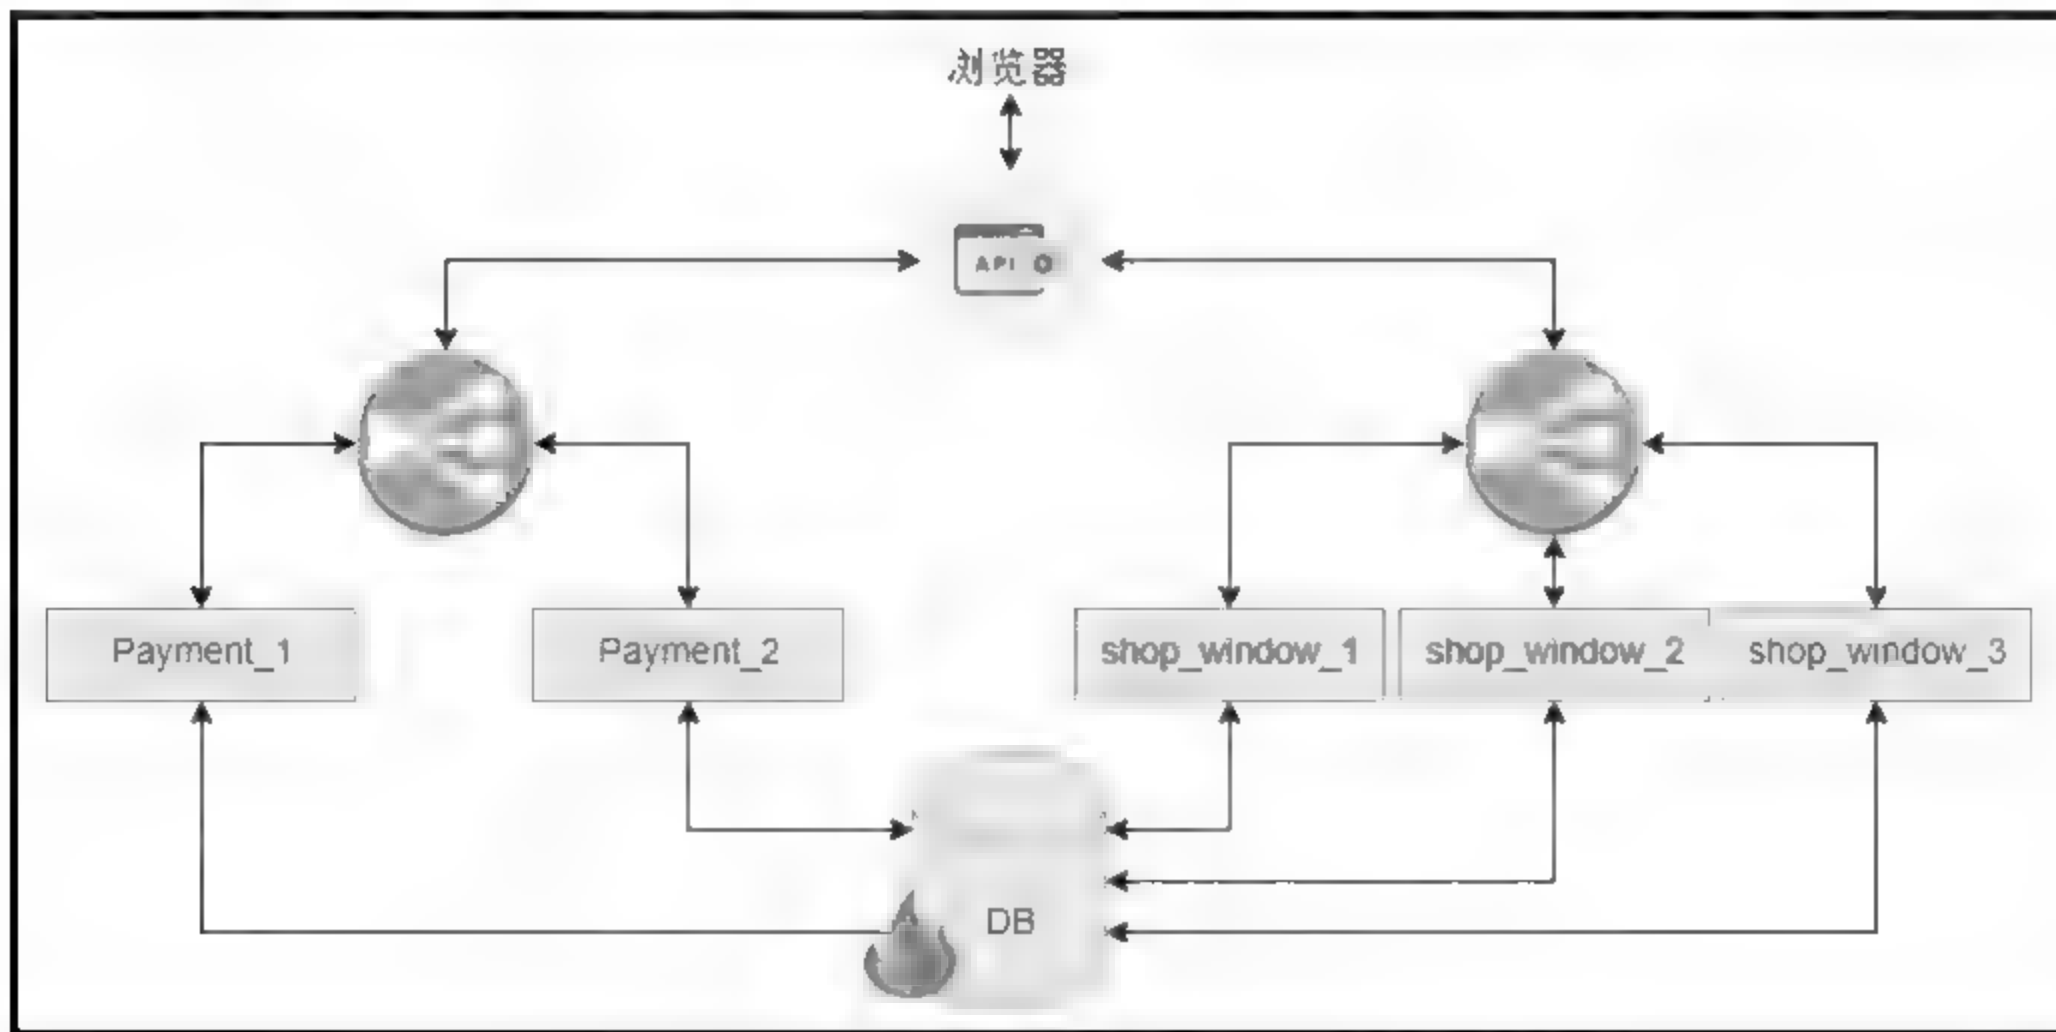 浏览器
API
Payment_1
Payment_2
shop_window_1
shop_window_2
shop_window_3
DB